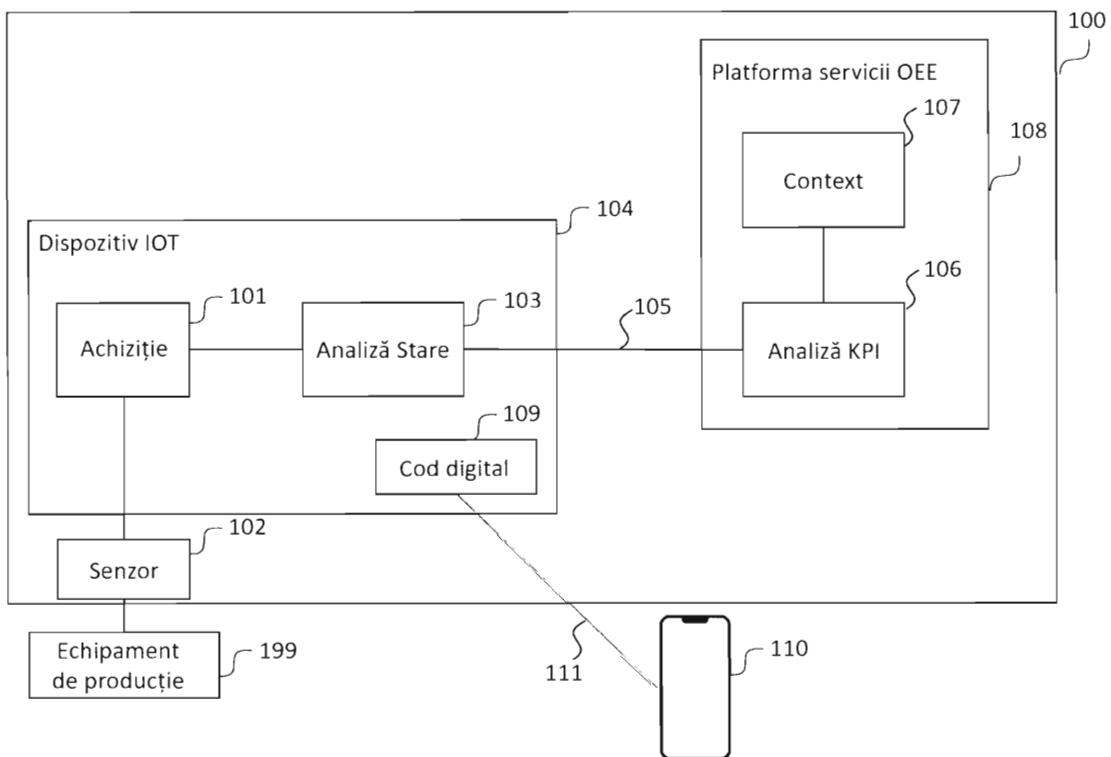 100
Platforma servicii OEE
107
108
Context
104
Dispozitiv IOT
101
103
105
106
Achiziție
Analiză Stare
Analiză KPI
109
Cod digital
102
Senzor
Echipament
de producție
199
111
110